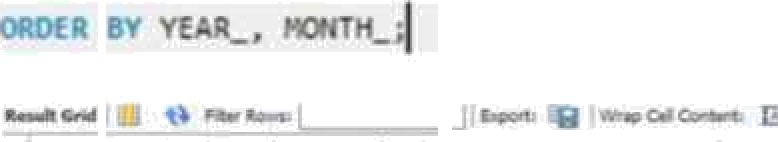 ORDER BY YEAR_, MONTH_;
Result Grid Filter Rows: Export: Wrap Cell Content: